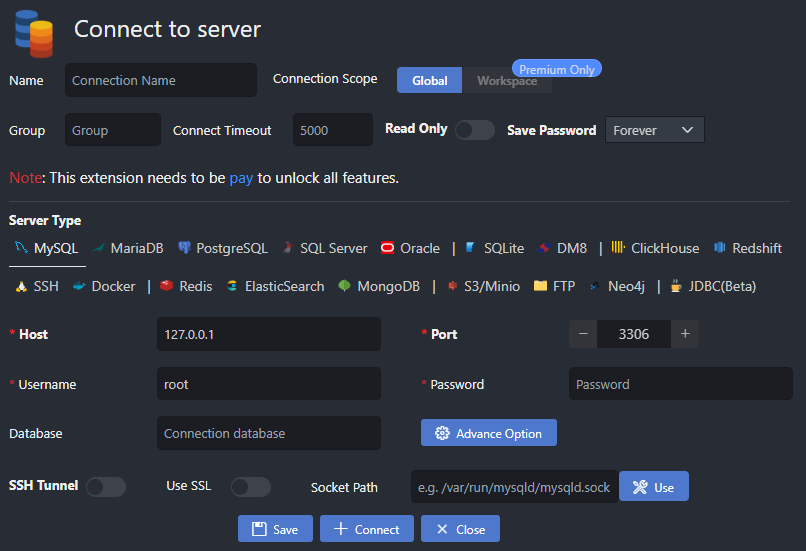 Connect to server
Name Connection Name Connection Scope Global Workspace Premium Only
Group Group Connect Timeout 5000 Read Only Save Password Forever
Note: This extension needs to be pay to unlock all features.
Server Type
MySQL MariaDB PostgreSQL SQL Server Oracle | SQLite DM8 | ClickHouse Redshift
SSH Docker | Redis ElasticSearch MongoDB | S3/Minio FTP Neo4j | JDBC(Beta)
* Host 127.0.0.1 * Port − 3306 +
* Username root * Password Password
Database Connection database Advance Option
SSH Tunnel Use SSL Socket Path e.g. /var/run/mysqld/mysqld.sock Use
Save Connect Close